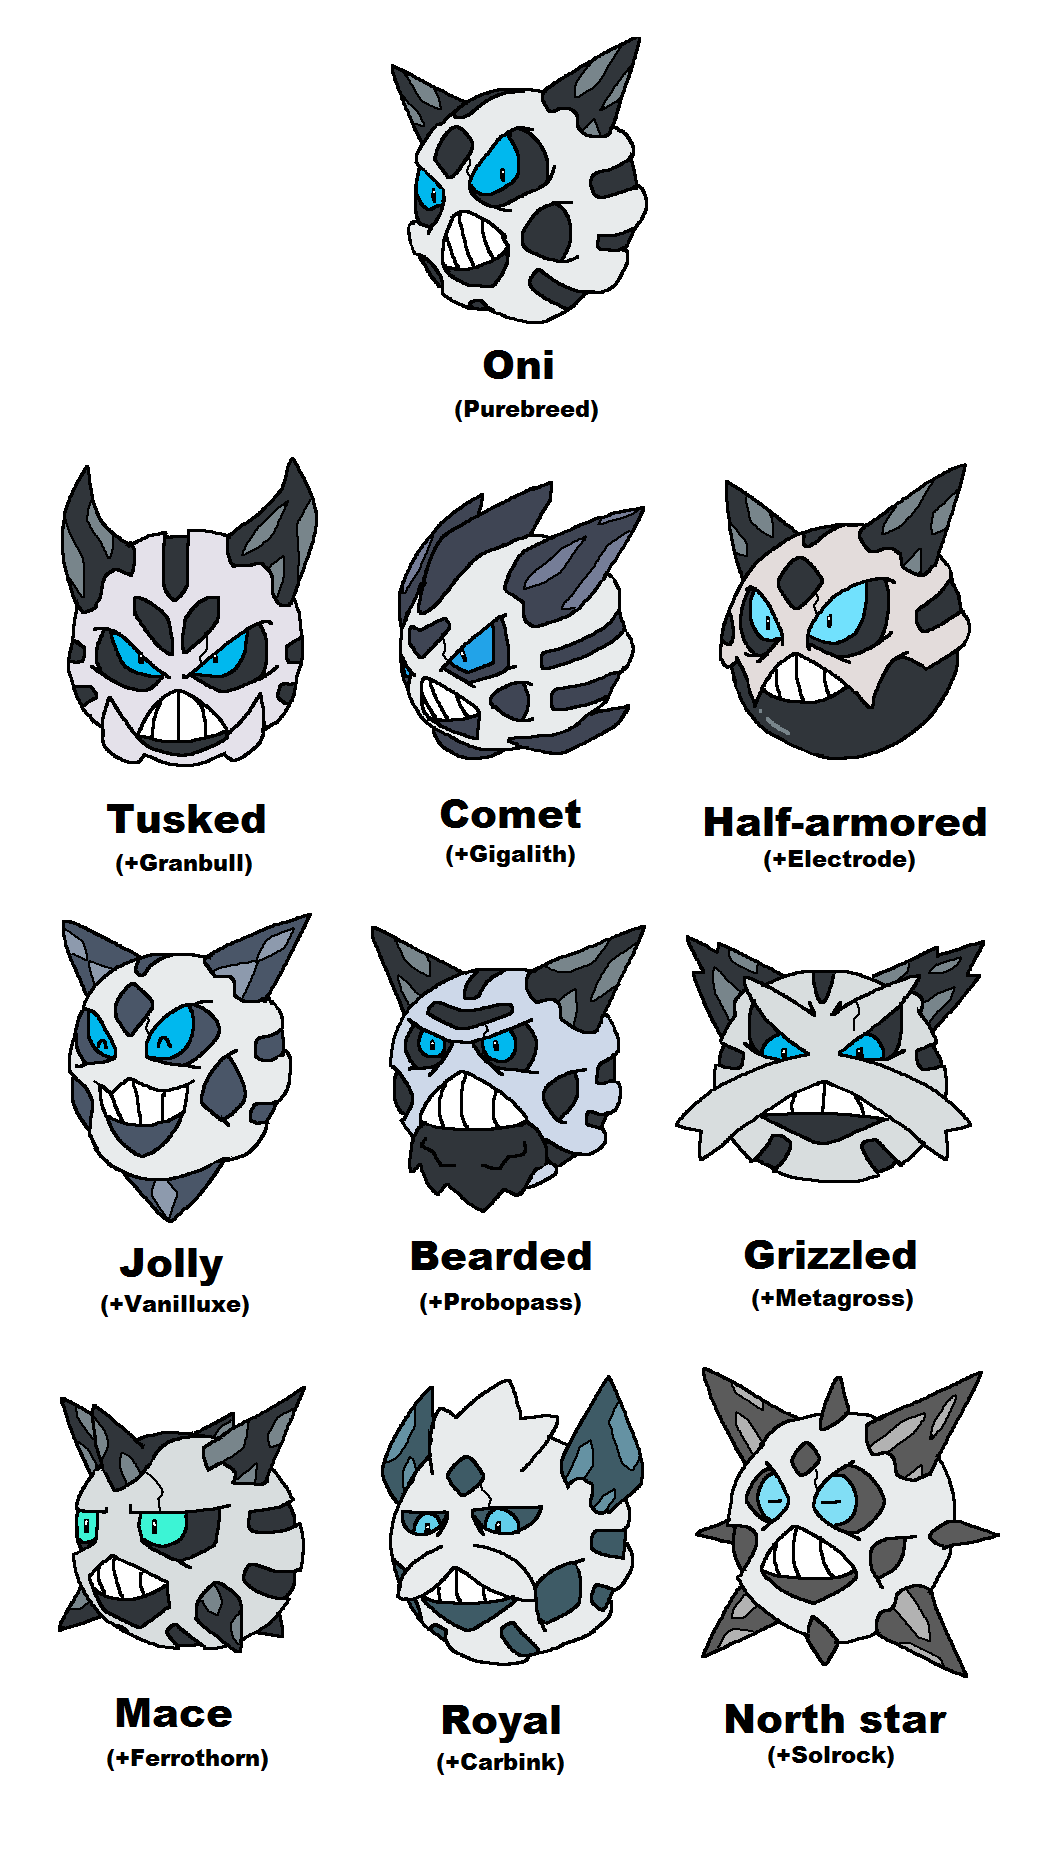 Oni
(Purebreed)
Tusked
(+Granbull)
Comet
(+Gigalith)
Half-armored
(+Electrode)
Jolly
(+Vanilluxe)
Bearded
(+Probopass)
Grizzled
(+Metagross)
Mace
(+Ferrothorn)
Royal
(+Carbink)
North star
(+Solrock)